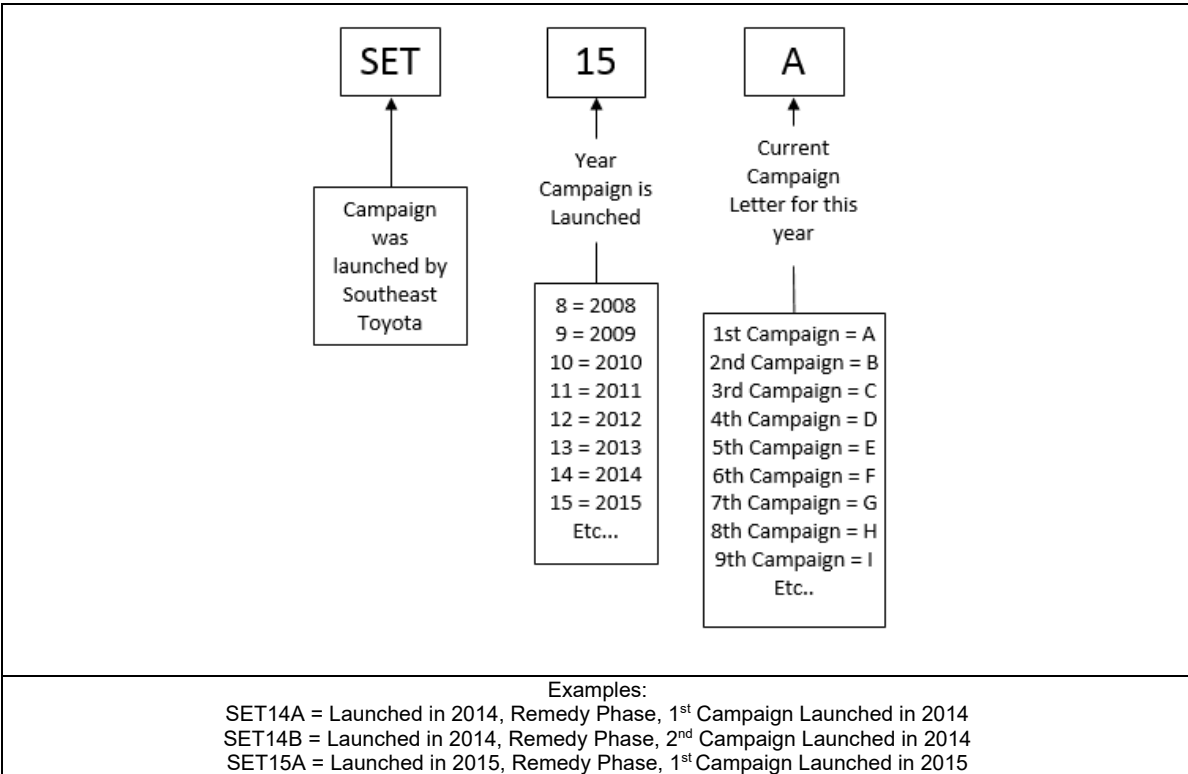 SET
15
A
Campaign
was
launched by
Southeast
Toyota
Year
Campaign is
Launched
8 = 2008
9 = 2009
10 = 2010
11 = 2011
12 = 2012
13 = 2013
14 = 2014
15 = 2015
Etc...
Current
Campaign
Letter for this
year
1st Campaign = A
2nd Campaign = B
3rd Campaign = C
4th Campaign = D
5th Campaign = E
6th Campaign = F
7th Campaign = G
8th Campaign = H
9th Campaign = I
Etc..
Examples:
SET14A = Launched in 2014, Remedy Phase, 1st Campaign Launched in 2014
SET14B = Launched in 2014, Remedy Phase, 2nd Campaign Launched in 2014
SET15A = Launched in 2015, Remedy Phase, 1st Campaign Launched in 2015